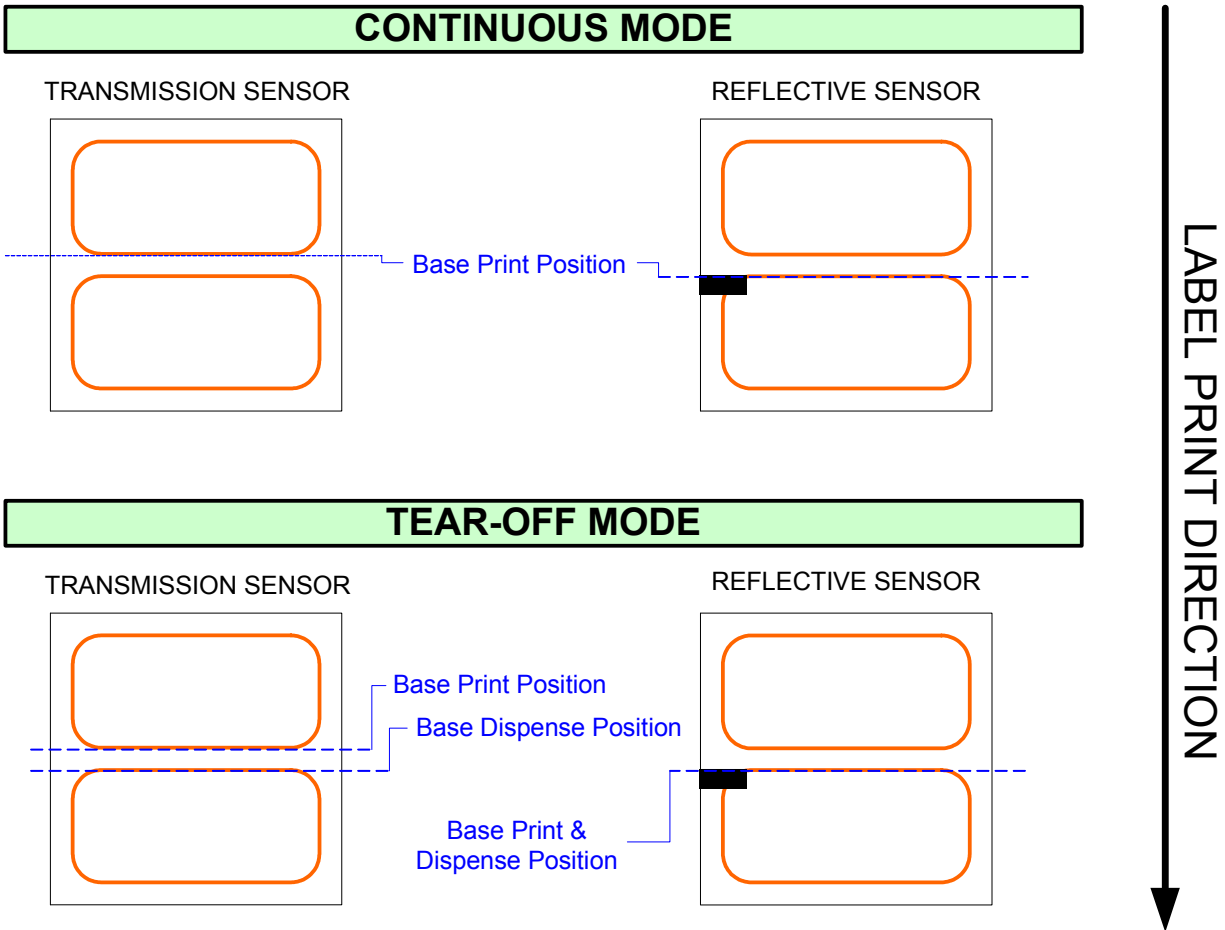 CONTINUOUS MODE
TRANSMISSION SENSOR
REFLECTIVE SENSOR
Base Print Position
TEAR-OFF MODE
TRANSMISSION SENSOR
REFLECTIVE SENSOR
Base Print Position
Base Dispense Position
Base Print &
Dispense Position
LABEL PRINT DIRECTION